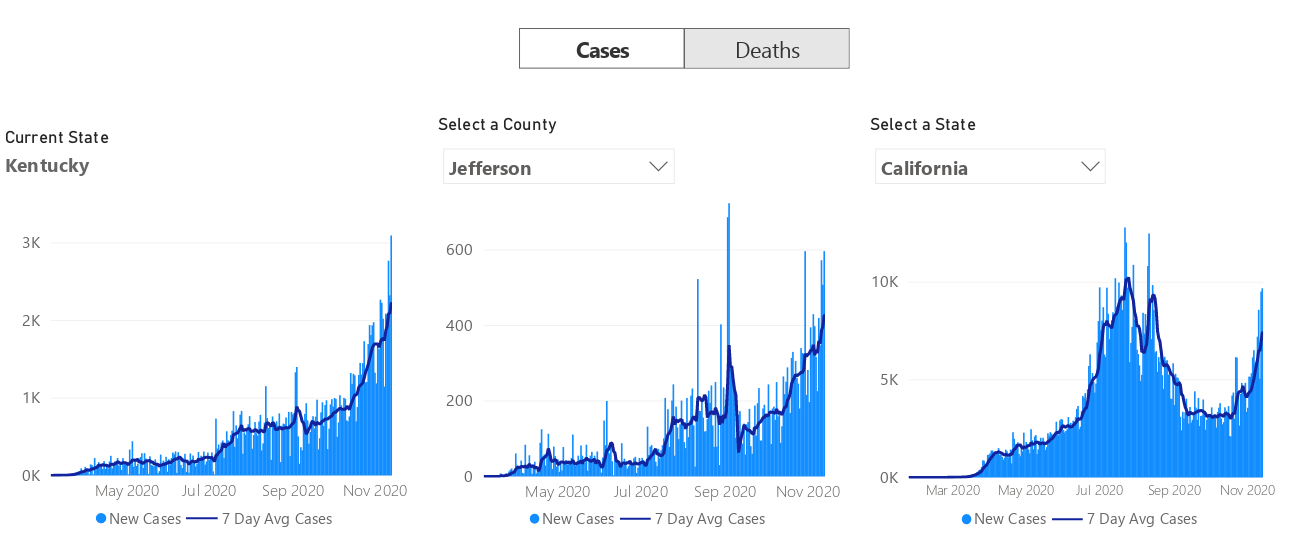 Cases
Deaths
Current State
Kentucky
3K
2K
1K
0K
May 2020
Jul 2020
Sep 2020
Nov 2020
New Cases
7 Day Avg Cases
Select a County
Jefferson
600
400
200
0
May 2020
Jul 2020
Sep 2020
Nov 2020
New Cases
7 Day Avg Cases
Select a State
California
10K
5K
0K
Mar 2020
May 2020
Jul 2020
Sep 2020
Nov 2020
New Cases
7 Day Avg Cases